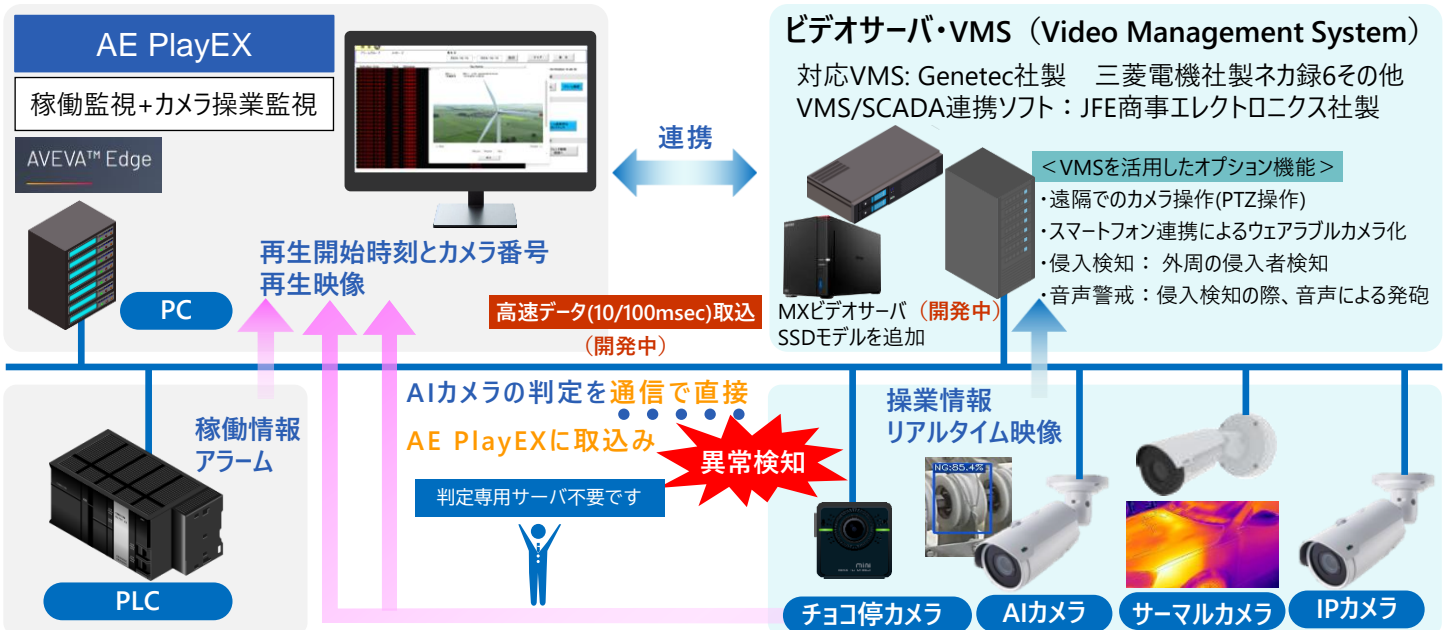 AE PlayEX
稼働監視+カメラ操業監視
AVEVA™ Edge
PC
再生開始時刻とカメラ番号
再生映像
高速データ(10/100msec)取込
（開発中）
連携
ビデオサーバ・VMS（Video Management System）
対応VMS: Genetec社製　三菱電機社製ネカ録6その他
VMS/SCADA連携ソフト：JFE商事エレクトロニクス社製
＜VMSを活用したオプション機能＞
・遠隔でのカメラ操作(PTZ操作)
・スマートフォン連携によるウェアラブルカメラ化
・侵入検知： 外周の侵入者検知
・音声警戒：侵入検知の際、音声による発砲
MXビデオサーバ（開発中）
SSDモデルを追加
稼働情報
アラーム
PLC
AIカメラの判定を通信で直接
AE PlayEXに取込み
異常検知
判定専用サーバ不要です
操業情報
リアルタイム映像
NG:85.4%
MINI
チョコ停カメラ
AIカメラ
サーマルカメラ
IPカメラ